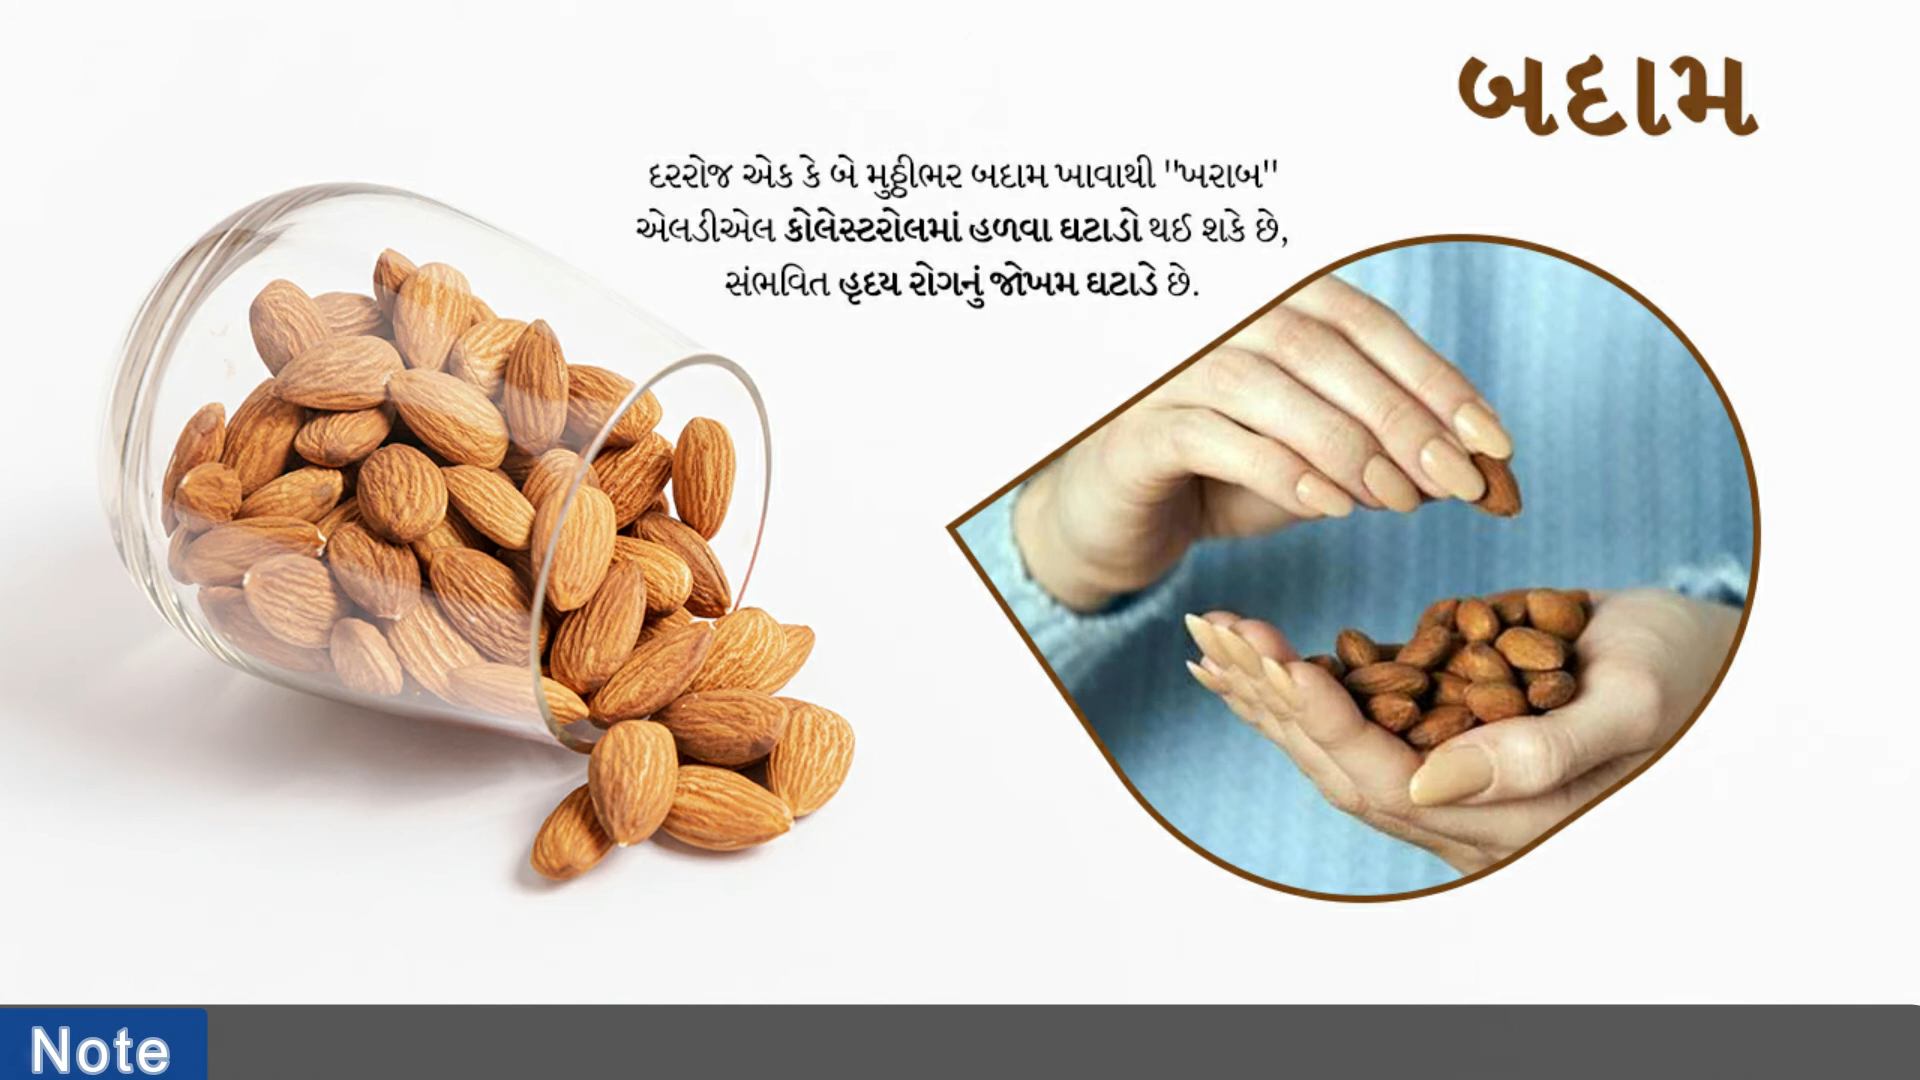 બદામ
દરરોજ એક કે બે મુઠ્ઠીભર બદામ ખાવાથી "ખરાબ"
એલડીએલ કોલેસ્ટરોલમાં હળવા ઘટાડો થઈ શકે છે,
સંભવિત હૃદય રોગનું જોખમ ઘટાડે છે.
Note